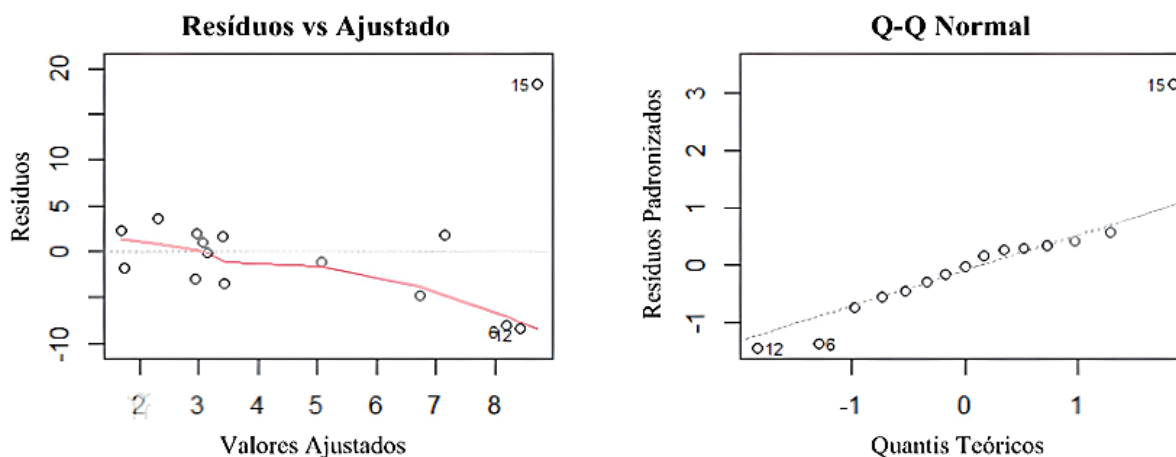 Resíduos vs Ajustado
Resíduos
20
10
5
0
-10
15
6
12
2 3 4 5 6 7 8
Valores Ajustados
Q-Q Normal
Resíduos Padronizados
3
2
1
0
-1
15
12
6
-1 0 1
Quantis Teóricos